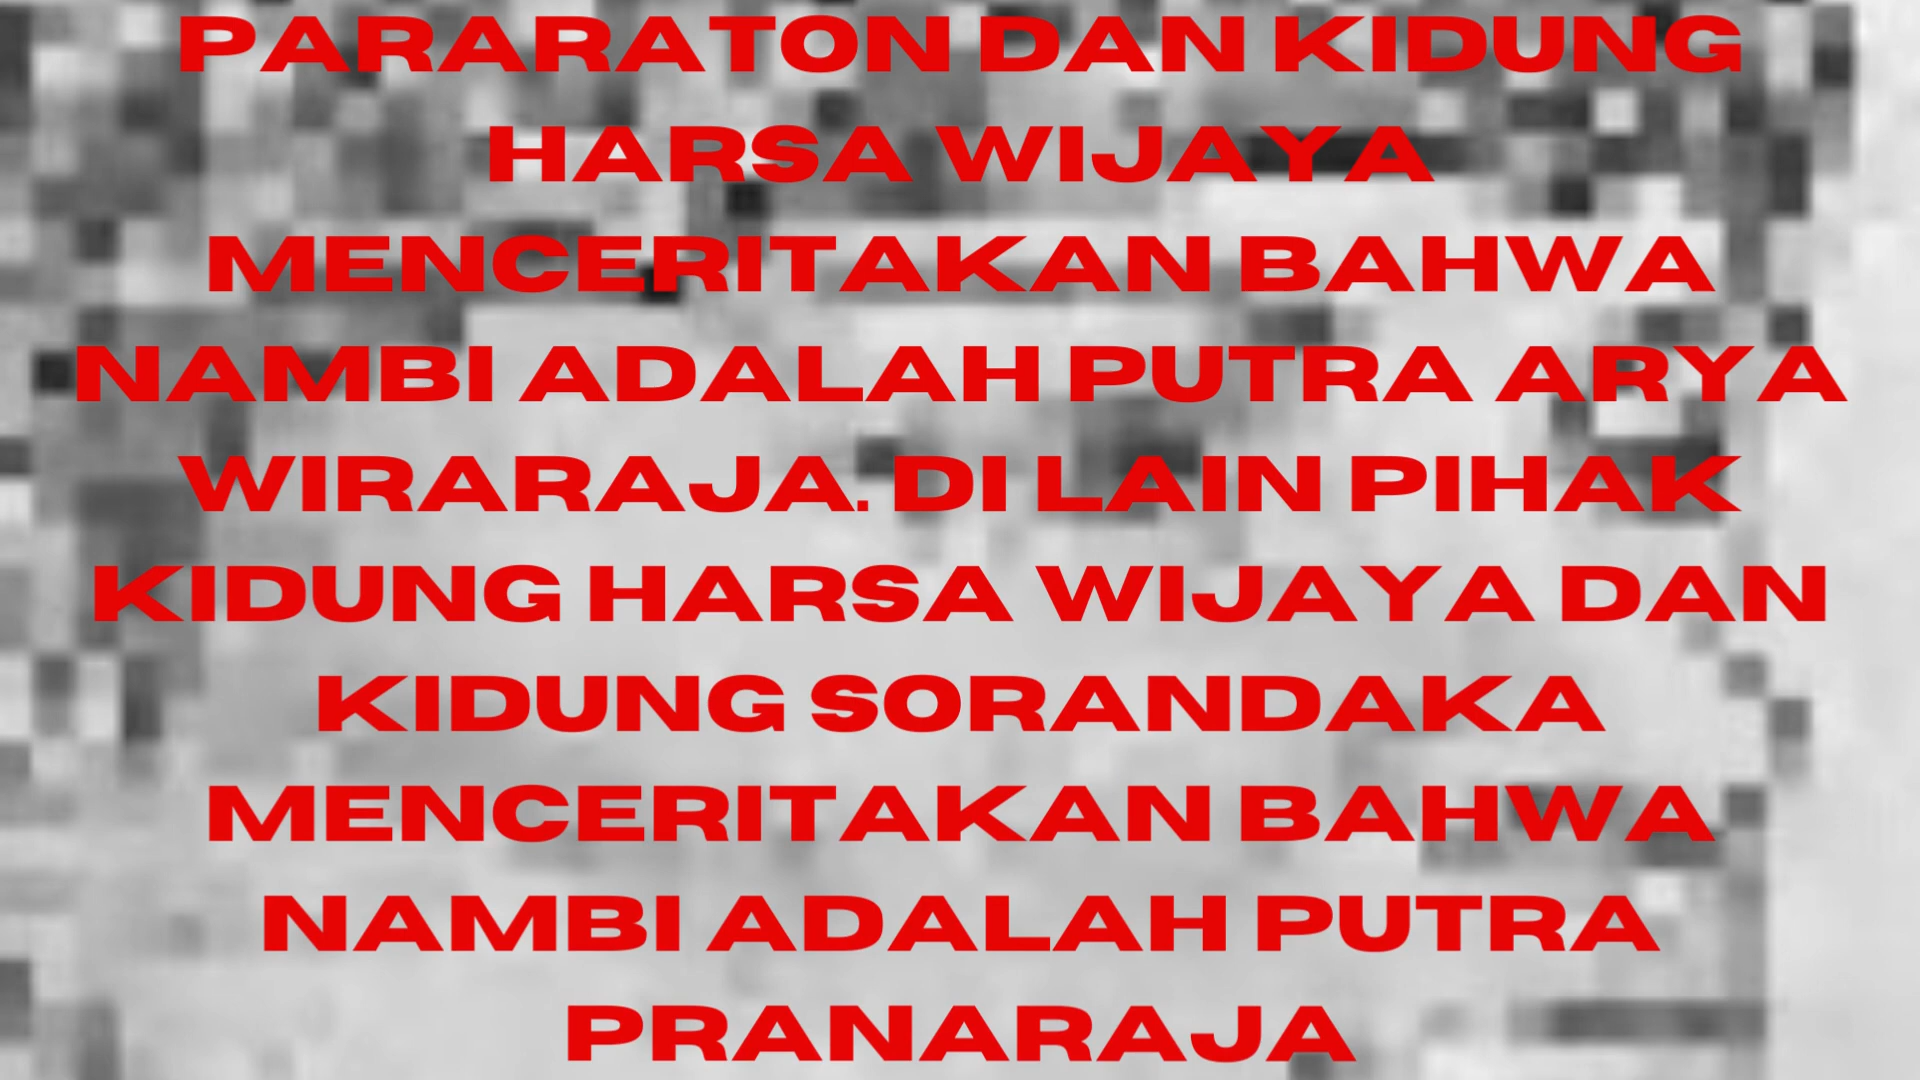 PARARATON DAN KIDUNG
HARSA WIJAYA
MENCERITAKAN BAHWA
NAMBI ADALAH PUTRA ARYA
WIRARAJA. DI LAIN PIHAK
KIDUNG HARSA WIJAYA DAN
KIDUNG SORANDAKA
MENCERITAKAN BAHWA
NAMBI ADALAH PUTRA
PRANARAJA